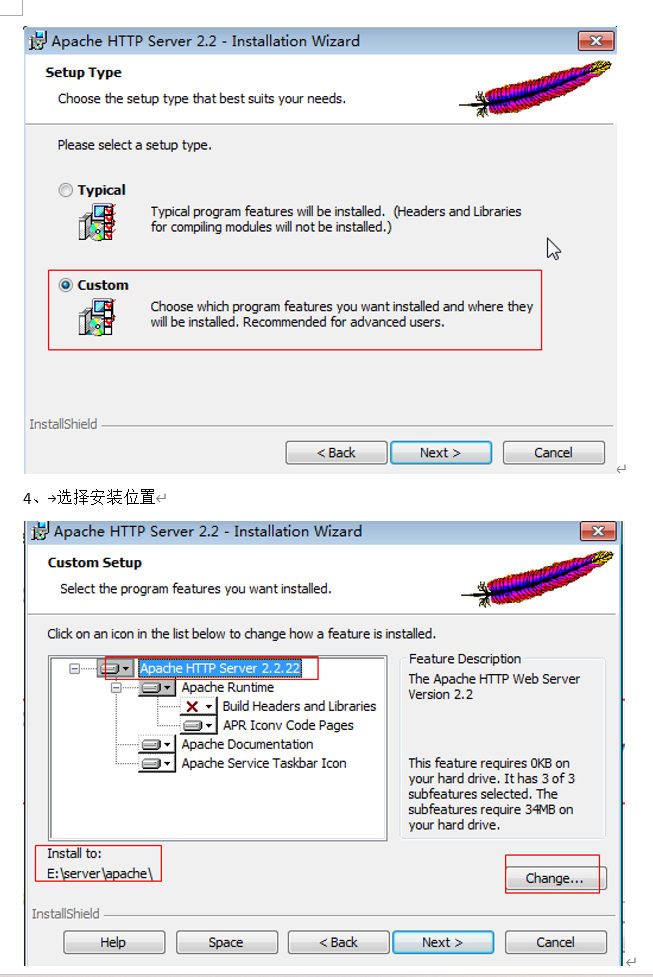 Apache HTTP Server 2.2 - Installation Wizard
Setup Type
Choose the setup type that best suits your needs.
Please select a setup type.
Typical
Typical program features will be installed. (Headers and Libraries
for compiling modules will not be installed.)
Custom
Choose which program features you want installed and where they
will be installed. Recommended for advanced users.
InstallShield
< Back
Next >
Cancel
4、→选择安装位置↵
Apache HTTP Server 2.2 - Installation Wizard
Custom Setup
Select the program features you want installed.
Click on an icon in the list below to change how a feature is installed.
Apache HTTP Server 2.2.22
Apache Runtime
Build Headers and Libraries
APR Iconv Code Pages
Apache Documentation
Apache Service Taskbar Icon
Feature Description
The Apache HTTP Web Server
Version 2.2
This feature requires 0KB on
your hard drive. It has 3 of 3
subfeatures selected. The
subfeatures require 34MB on
your hard drive.
Install to:
E:\server\apache\
Change...
InstallShield
Help
Space
< Back
Next >
Cancel